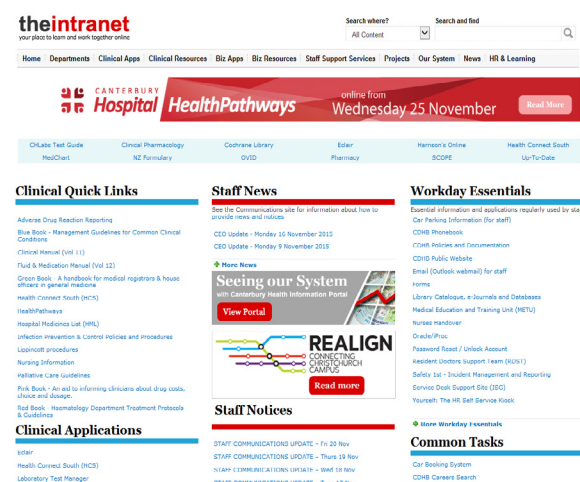 theintranet
your place to learn and work together online
Search where?
Search and find
All Content
Home Departments Clinical Apps Clinical Resources Biz Apps Biz Resources Staff Support Services Projects Our System News HR & Learning
CANTERBURY
Hospital HealthPathways
online from
Wednesday 25 November
Read More
CHLabs Test Guide Clinical Pharmacology Cochrane Library Eclair Harrison's Online Health Connect South
MedChart NZ Formulary OVID Pharmacy SCOPE Up-To-Date
Clinical Quick Links
Adverse Drug Reaction Reporting
Blue Book - Management Guidelines for Common Clinical
Conditions
Clinical Manual (Vol 11)
Fluid & Medication Manual (Vol 12)
Green Book - A handbook for medical registrars & house
officers in general medicine
Health Connect South (HCS)
HealthPathways
Hospital Medicines List (HML)
Infection Prevention & Control Policies and Procedures
Lippincott procedures
Nursing Information
Palliative Care Guidelines
Pink Book - An aid to informing clinicians about drug costs,
choice and dosage.
Red Book - Haematology Department Treatment Protocols
& Guidelines
Clinical Applications
Eclair
Health Connect South (HCS)
Laboratory Test Manager
Staff News
See the Communications site for information about how to
provide news and notices
CEO Update - Monday 16 November 2015
CEO Update - Monday 9 November 2015
More News
Seeing our System
with Canterbury Health Information Portal
View Portal
REALIGN
CONNECTING
CHRISTCHURCH
CAMPUS
Read more
Staff Notices
STAFF COMMUNICATIONS UPDATE – Fri 20 Nov
STAFF COMMUNICATIONS UPDATE – Thurs 19 Nov
STAFF COMMUNICATIONS UPDATE – Wed 18 Nov
Workday Essentials
Essential information and applications regularly used by sta
Car Parking Information (for staff)
CDHB Phonebook
CDHB Policies and Documentation
CDHB Public Website
Email (Outlook webmail) for staff
Forms
Library Catalogue, e-Journals and Databases
Medical Education and Training Unit (METU)
Nurses Handover
Oracle/iProc
Password Reset / Unlock Account
Resident Doctors Support Team (RDST)
Safety 1st - Incident Management and Reporting
Service Desk Support Site (ISG)
Yourself: The HR Self Service Kiosk
More Workday Essentials
Common Tasks
Car Booking System
CDHB Careers Search